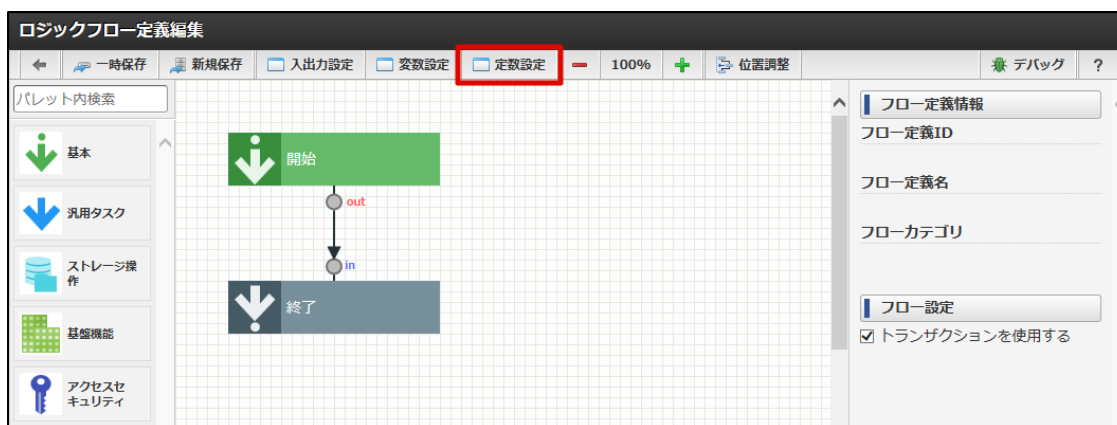 ロジックフロー定義編集
一時保存 新規保存 入出力設定 変数設定 定数設定 100% 位置調整 デバッグ ?
パレット内検索
基本
汎用タスク
ストレージ操
作
基盤機能
アクセスセ
キュリティ
開始
out
in
終了
フロー定義情報
フロー定義ID
フロー定義名
フローカテゴリ
フロー設定
トランザクションを使用する